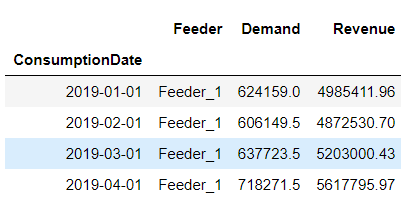 Feeder Demand Revenue
ConsumptionDate
2019-01-01 Feeder_1 624159.0 4985411.96
2019-02-01 Feeder_1 606149.5 4872530.70
2019-03-01 Feeder_1 637723.5 5203000.43
2019-04-01 Feeder_1 718271.5 5617795.97